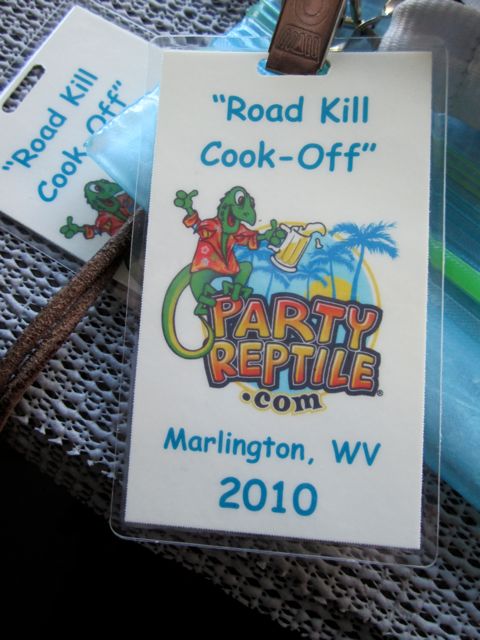 "Road Kill
Cook-Off"
PARTY
REPTILE
.com
Marlington, WV
2010
"Road Kill
Cook-Off"